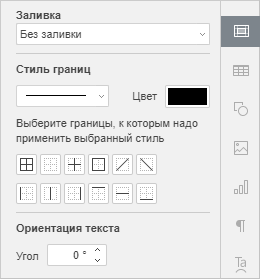 Заливка
Без заливки
Стиль границ
Цвет
Выберите границы, к которым надо
применить выбранный стиль
Ориентация текста
Угол 0 °
Ta